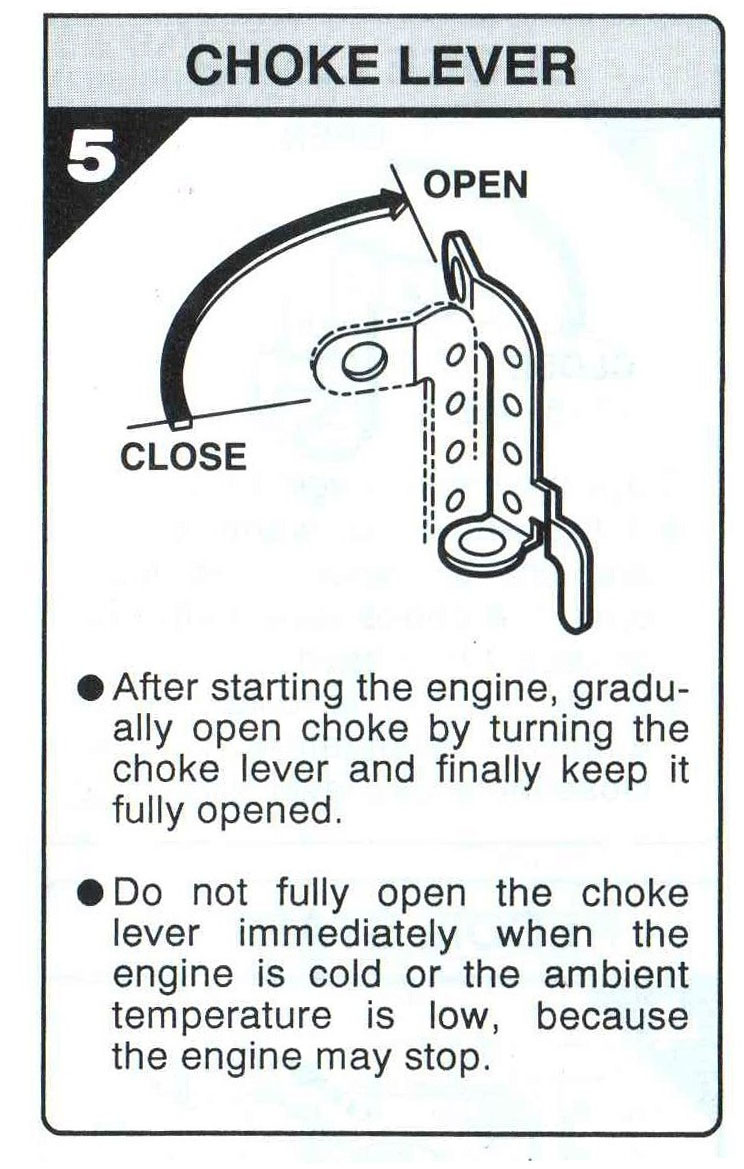 CHOKE LEVER
5
OPEN
CLOSE
● After starting the engine, gradu-
ally open choke by turning the
choke lever and finally keep it
fully opened.
● Do not fully open the choke
lever immediately when the
engine is cold or the ambient
temperature is low, because
the engine may stop.